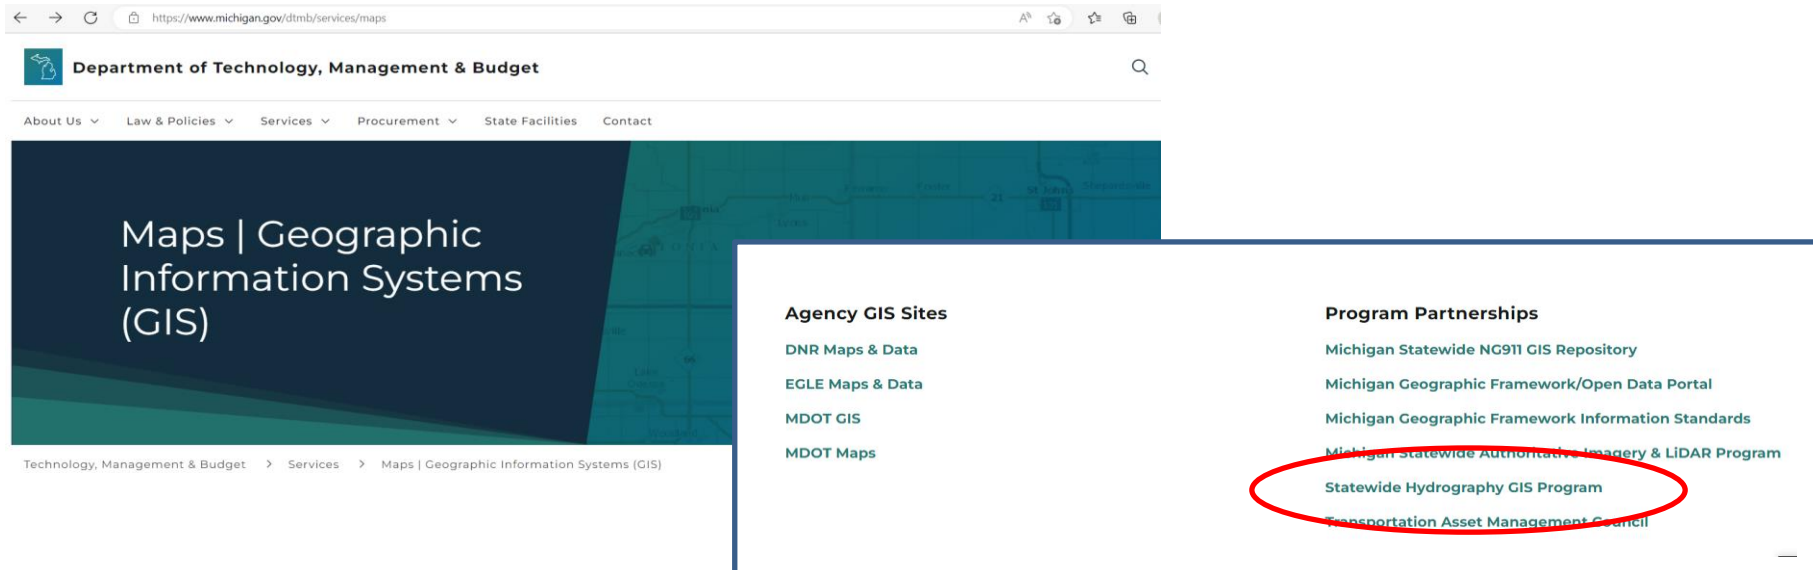 https://www.michigan.gov/dtmb/services/maps
Department of Technology, Management & Budget
About Us Law & Policies Services Procurement State Facilities Contact
Maps | Geographic
Information Systems
(GIS)
21
St Johns
66
Technology, Management & Budget > Services > Maps | Geographic Information Systems (GIS)
Agency GIS Sites
DNR Maps & Data
EGLE Maps & Data
MDOT GIS
MDOT Maps
Program Partnerships
Michigan Statewide NG911 GIS Repository
Michigan Geographic Framework/Open Data Portal
Michigan Geographic Framework Information Standards
Michigan Statewide Authoritative Imagery & LiDAR Program
Statewide Hydrography GIS Program
Transportation Asset Management Council